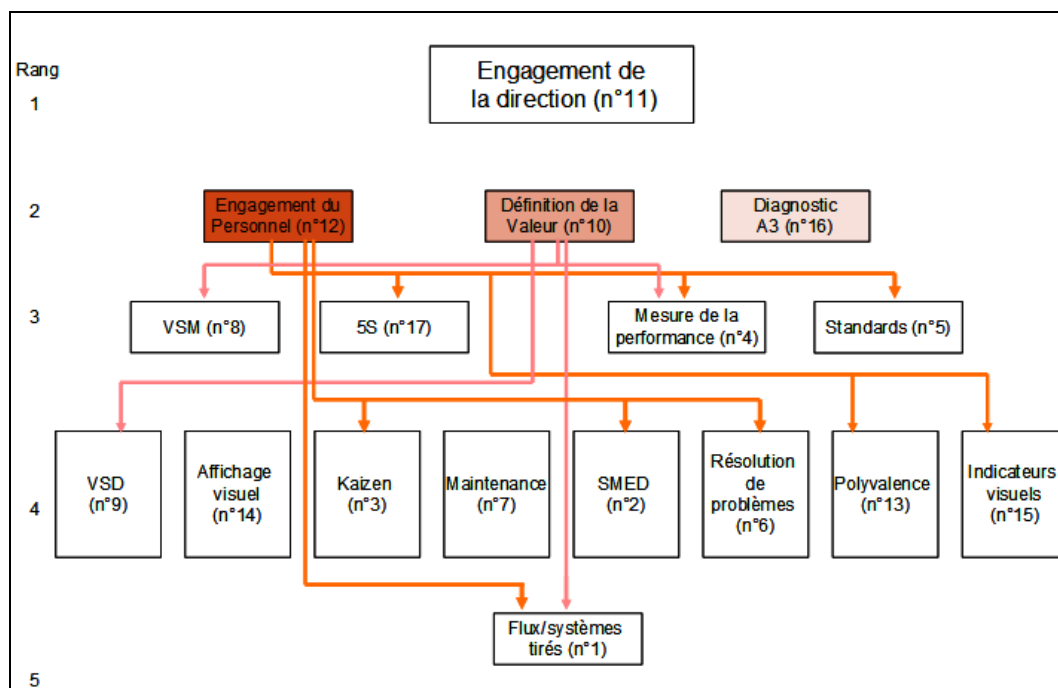 Engagement de
la direction (n°11)
Rang
1
2
Engagement du
Personnel (n°12)
Définition de la
Valeur (n°10)
Diagnostic
A3 (n°16)
3
VSM (n°8)
5S (n°17)
Mesure de la
performance (n°4)
Standards (n°5)
4
VSD
(n°9)
Affichage
visuel
(n°14)
Kaizen
(n°3)
Maintenance
(n°7)
SMED
(n°2)
Résolution
de
problèmes
(n°6)
Polyvalence
(n°13)
Indicateurs
visuels
(n°15)
Flux/systèmes
tirés (n°1)
5